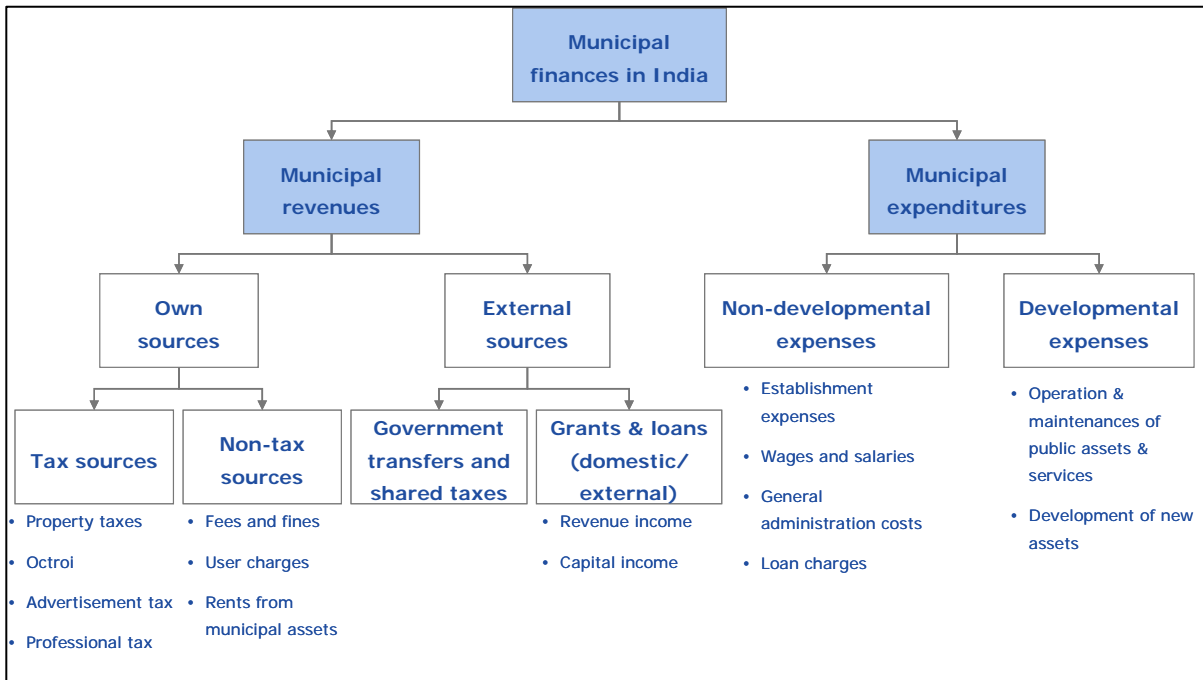 Municipal
finances in India
Municipal
revenues
Municipal
expenditures
Own
sources
External
sources
Non-developmental
expenses
Developmental
expenses
Tax sources
Non-tax
sources
Government
transfers and
shared taxes
Grants & loans
(domestic/
external)
• Property taxes
• Octroi
• Advertisement tax
• Professional tax
• Fees and fines
• User charges
• Rents from
municipal assets
• Revenue income
• Capital income
• Establishment
expenses
• Wages and salaries
• General
administration costs
• Loan charges
• Operation &
maintenances of
public assets &
services
• Development of new
assets